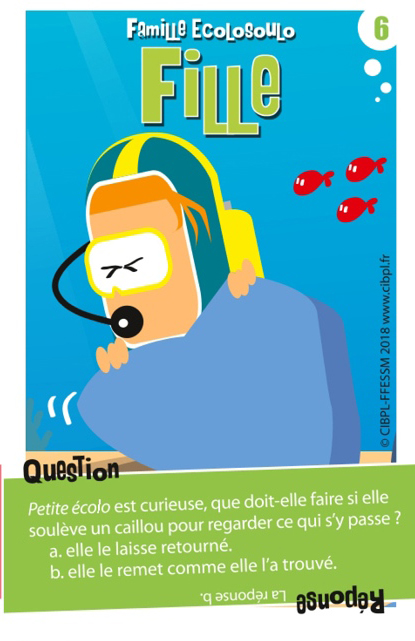 Famille Ecolosoulo
6
Fille
© CIBPL-FFESSM 2018 www.cibpl.fr
Question
Petite écolo est curieuse, que doit-elle faire si elle
soulève un caillou pour regarder ce qui s’y passe ?
a. elle le laisse retourné.
b. elle le remet comme elle l’a trouvé.
Réponse
La réponse b.